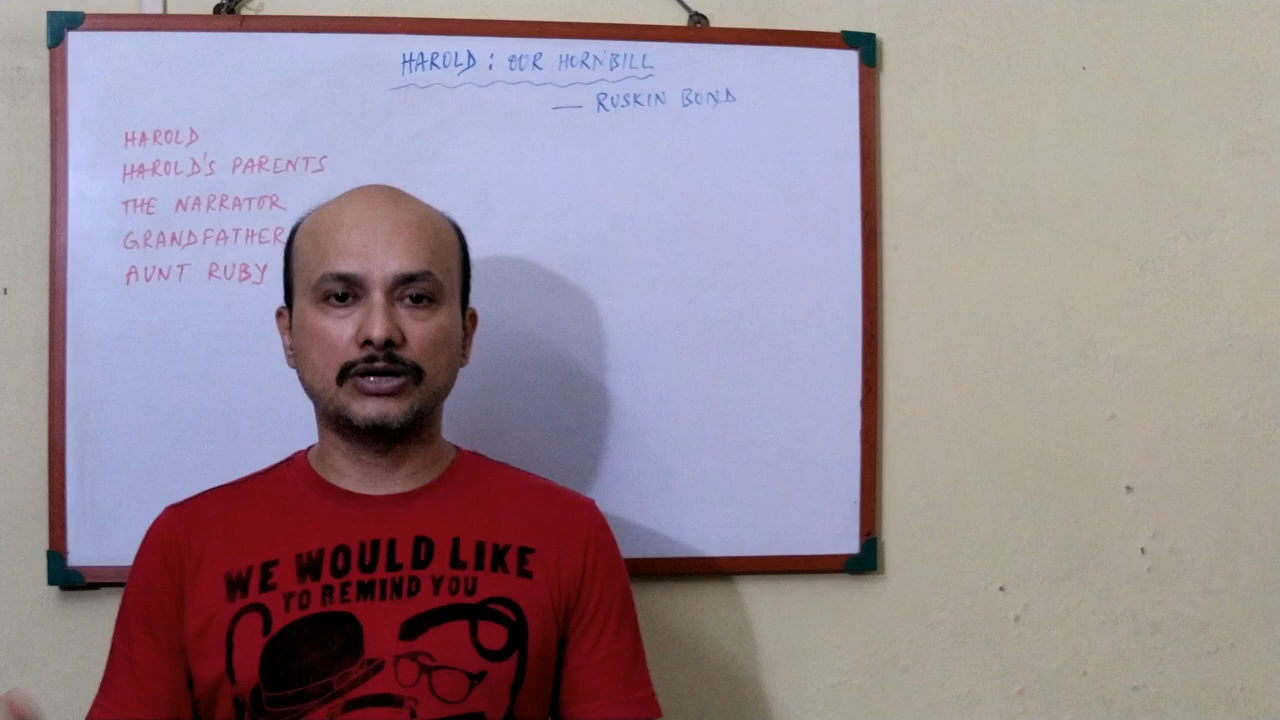 HAROLD : OUR HORNBILL
— RUSKIN BOND
HAROLD
HAROLD'S PARENTS
THE NARRATOR
GRANDFATHER
AUNT RUBY
WE WOULD LIKE
TO REMIND YOU